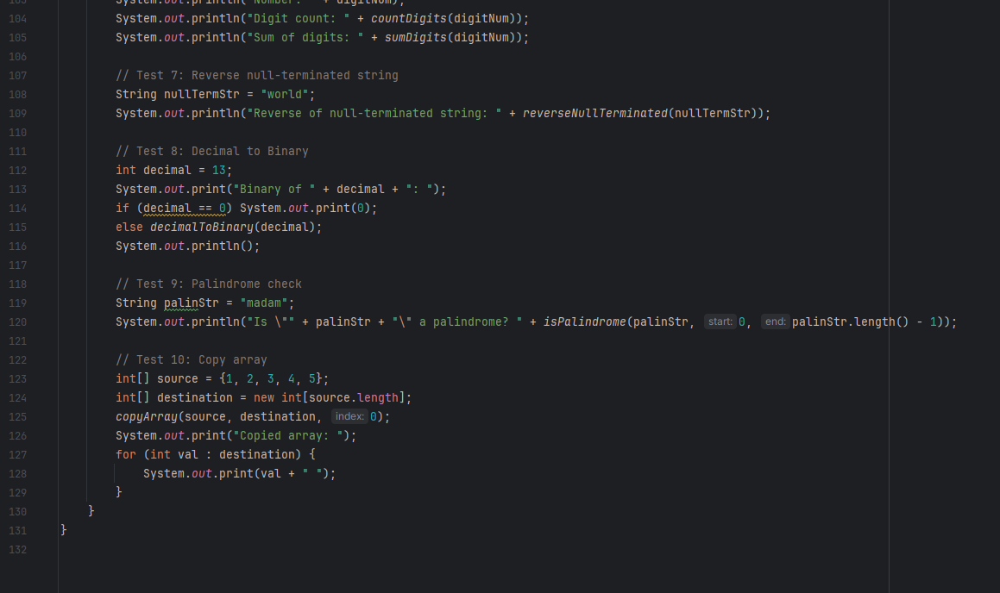 103 System.out.println("Number: " + digitNum);
104 System.out.println("Digit count: " + countDigits(digitNum));
105 System.out.println("Sum of digits: " + sumDigits(digitNum));
106
107 // Test 7: Reverse null-terminated string
108 String nullTermStr = "world";
109 System.out.println("Reverse of null-terminated string: " + reverseNullTerminated(nullTermStr));
110
111 // Test 8: Decimal to Binary
112 int decimal = 13;
113 System.out.print("Binary of " + decimal + ": ");
114 if (decimal == 0) System.out.print(0);
115 else decimalToBinary(decimal);
116 System.out.println();
117
118 // Test 9: Palindrome check
119 String palinStr = "madam";
120 System.out.println("Is \"" + palinStr + "\" a palindrome? " + isPalindrome(palinStr, start: 0, end: palinStr.length() - 1));
121
122 // Test 10: Copy array
123 int[] source = {1, 2, 3, 4, 5};
124 int[] destination = new int[source.length];
125 copyArray(source, destination, index: 0);
126 System.out.print("Copied array: ");
127 for (int val : destination) {
128 System.out.print(val + " ");
129 }
130 }
131 }
132